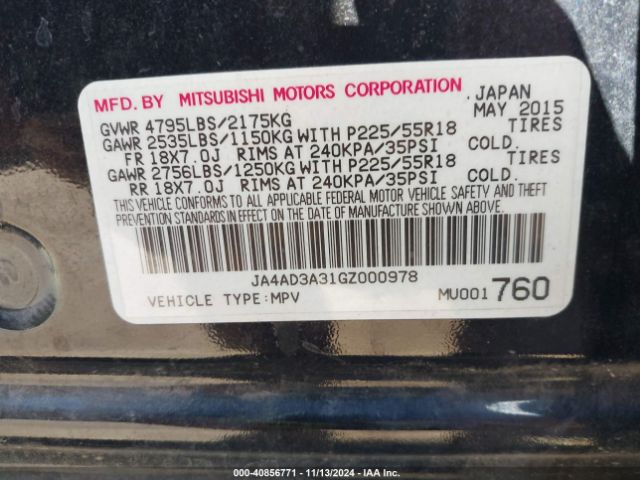 MFD. BY MITSUBISHI MOTORS CORPORATION, JAPAN
GVWR 4795LBS/2175KG MAY 2015
GAWR 2535LBS/1150KG WITH P225/55R18 TIRES
FR 18X7.0J RIMS AT 240KPA/35PSI COLD.
GAWR 2756LBS/1250KG WITH P225/55R18 TIRES
RR 18X7.0J RIMS AT 240KPA/35PSI COLD.
THIS VEHICLE CONFORMS TO ALL APPLICABLE FEDERAL MOTOR VEHICLE SAFETY AND THEFT
PREVENTION STANDARDS IN EFFECT ON THE DATE OF MANUFACTURE SHOWN ABOVE.
JA4AD3A31GZ000978
VEHICLE TYPE:MPV MU001 760
000-40856771 - 11/13/2024 - IAA Inc.